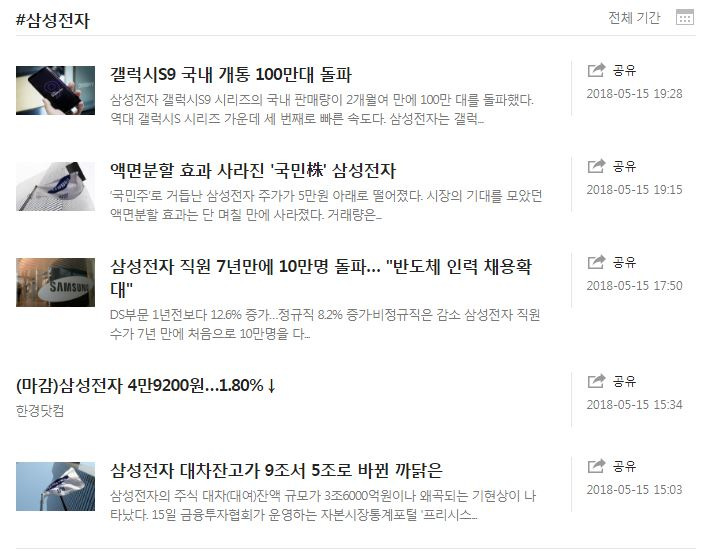 #삼성전자
전체 기간
갤럭시S9 국내 개통 100만대 돌파
삼성전자 갤럭시S9 시리즈의 국내 판매량이 2개월여 만에 100만 대를 돌파했다.
역대 갤럭시S 시리즈 가운데 세 번째로 빠른 속도다. 삼성전자는 갤럭...
공유
2018-05-15 19:28
액면분할 효과 사라진 '국민株' 삼성전자
'국민주'로 거듭난 삼성전자 주가가 5만원 아래로 떨어졌다. 시장의 기대를 모았던
액면분할 효과는 단 며칠 만에 사라졌다. 거래량은...
공유
2018-05-15 19:15
SAMSUNG
삼성전자 직원 7년만에 10만명 돌파... "반도체 인력 채용확
대"
DS부문 1년전보다 12.6% 증가...정규직 8.2% 증가·비정규직은 감소 삼성전자 직원
수가 7년 만에 처음으로 10만명을 다...
공유
2018-05-15 17:50
(마감)삼성전자 4만9200원...1.80%↓
한경닷컴
공유
2018-05-15 15:34
삼성전자 대차잔고가 9조서 5조로 바뀐 까닭은
삼성전자의 주식 대차(대여)잔액 규모가 3조6000억원이나 왜곡되는 기현상이 나
타났다. 15일 금융투자협회가 운영하는 자본시장통계포털 '프리시스...
공유
2018-05-15 15:03